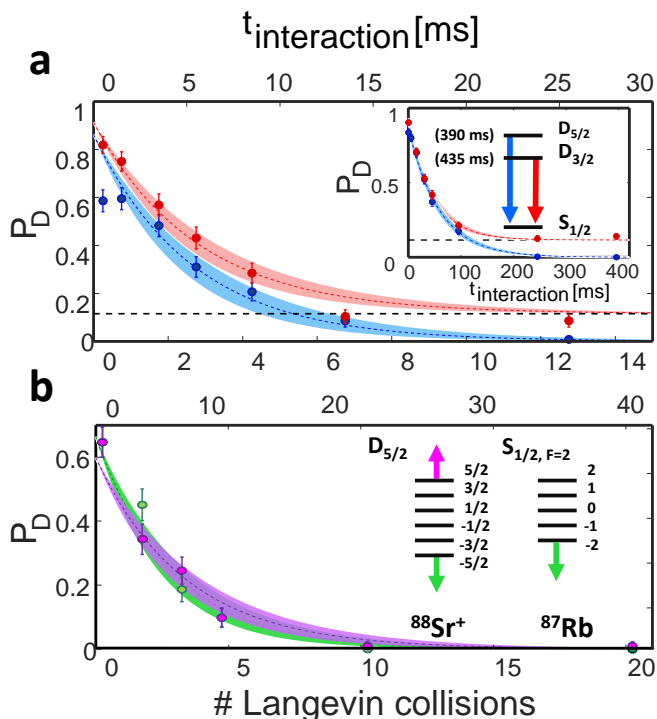 t_interaction [ms]
a
0 5 10 15 20 25 30
1
0.8
0.6
0.4
0.2
0
P_D
0 2 4 6 8 10 12 14
1
0.5
0
P_D
0 100 200 300 400
t_interaction [ms]
(390 ms) D_5/2
(435 ms) D_3/2
S_1/2
b
0 10 20 30 40
0.6
0.4
0.2
0
P_D
0 5 10 15 20
# Langevin collisions
D_5/2 S_1/2, F=2
5/2 2
3/2 1
1/2 0
-1/2 -1
-3/2 -2
-5/2
^88Sr^+ ^87Rb